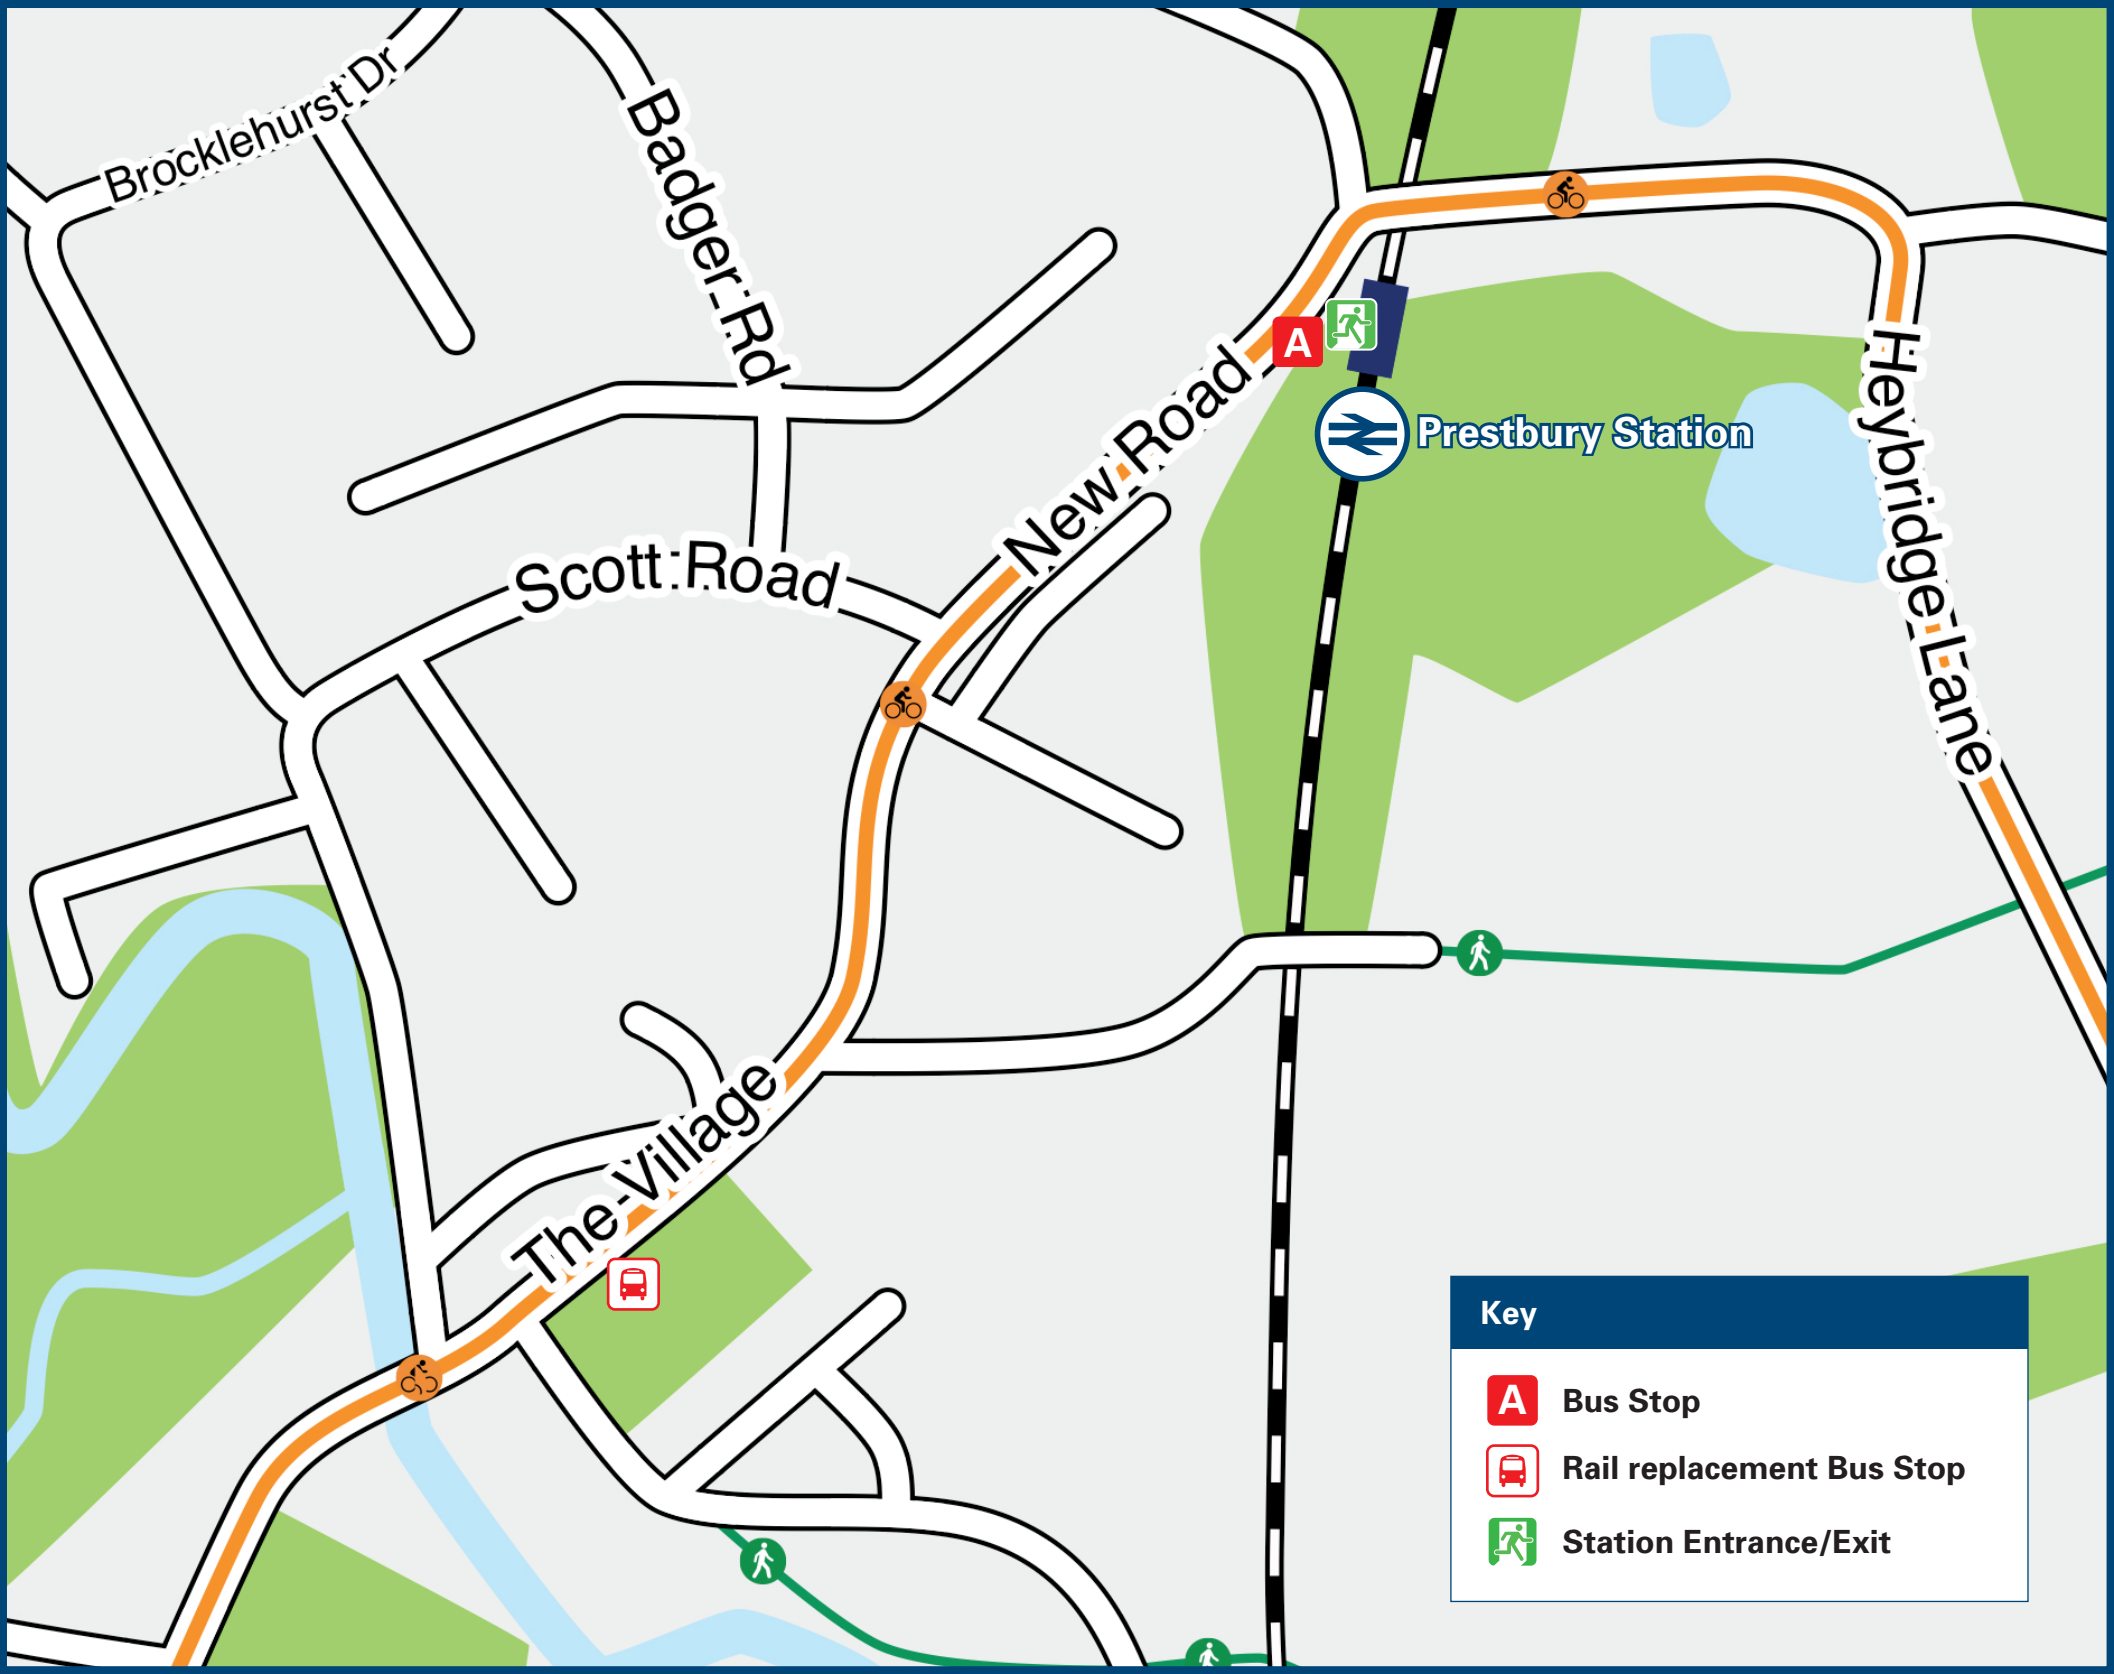 Brocklehurst Dr
Badger Rd
A
New Road
Prestbury Station
Heybridge Lane
Scott Road
The Village
Key
A Bus Stop
Rail replacement Bus Stop
Station Entrance/Exit